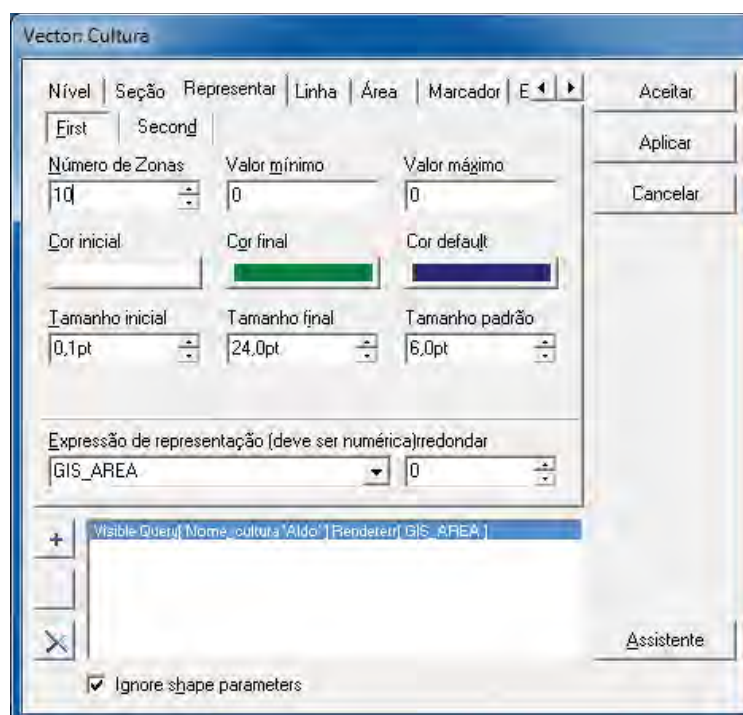 Vector: Cultura
Nível Seção Representar Linha Área Marcador E
Aceitar
First Second
Aplicar
Número de Zonas Valor mínimo Valor máximo
10 0 0
Cancelar
Cor inicial Cor final Cor default
Tamanho inicial Tamanho final Tamanho padrão
0,1pt 24,0pt 6,0pt
Expressão de representação (deve ser numérica)rredondar
GIS_AREA 0
+ Visible Query[ Nome_cultura 'Aldo' ] Renderer[ GIS_AREA ]
Assistente
Ignore shape parameters